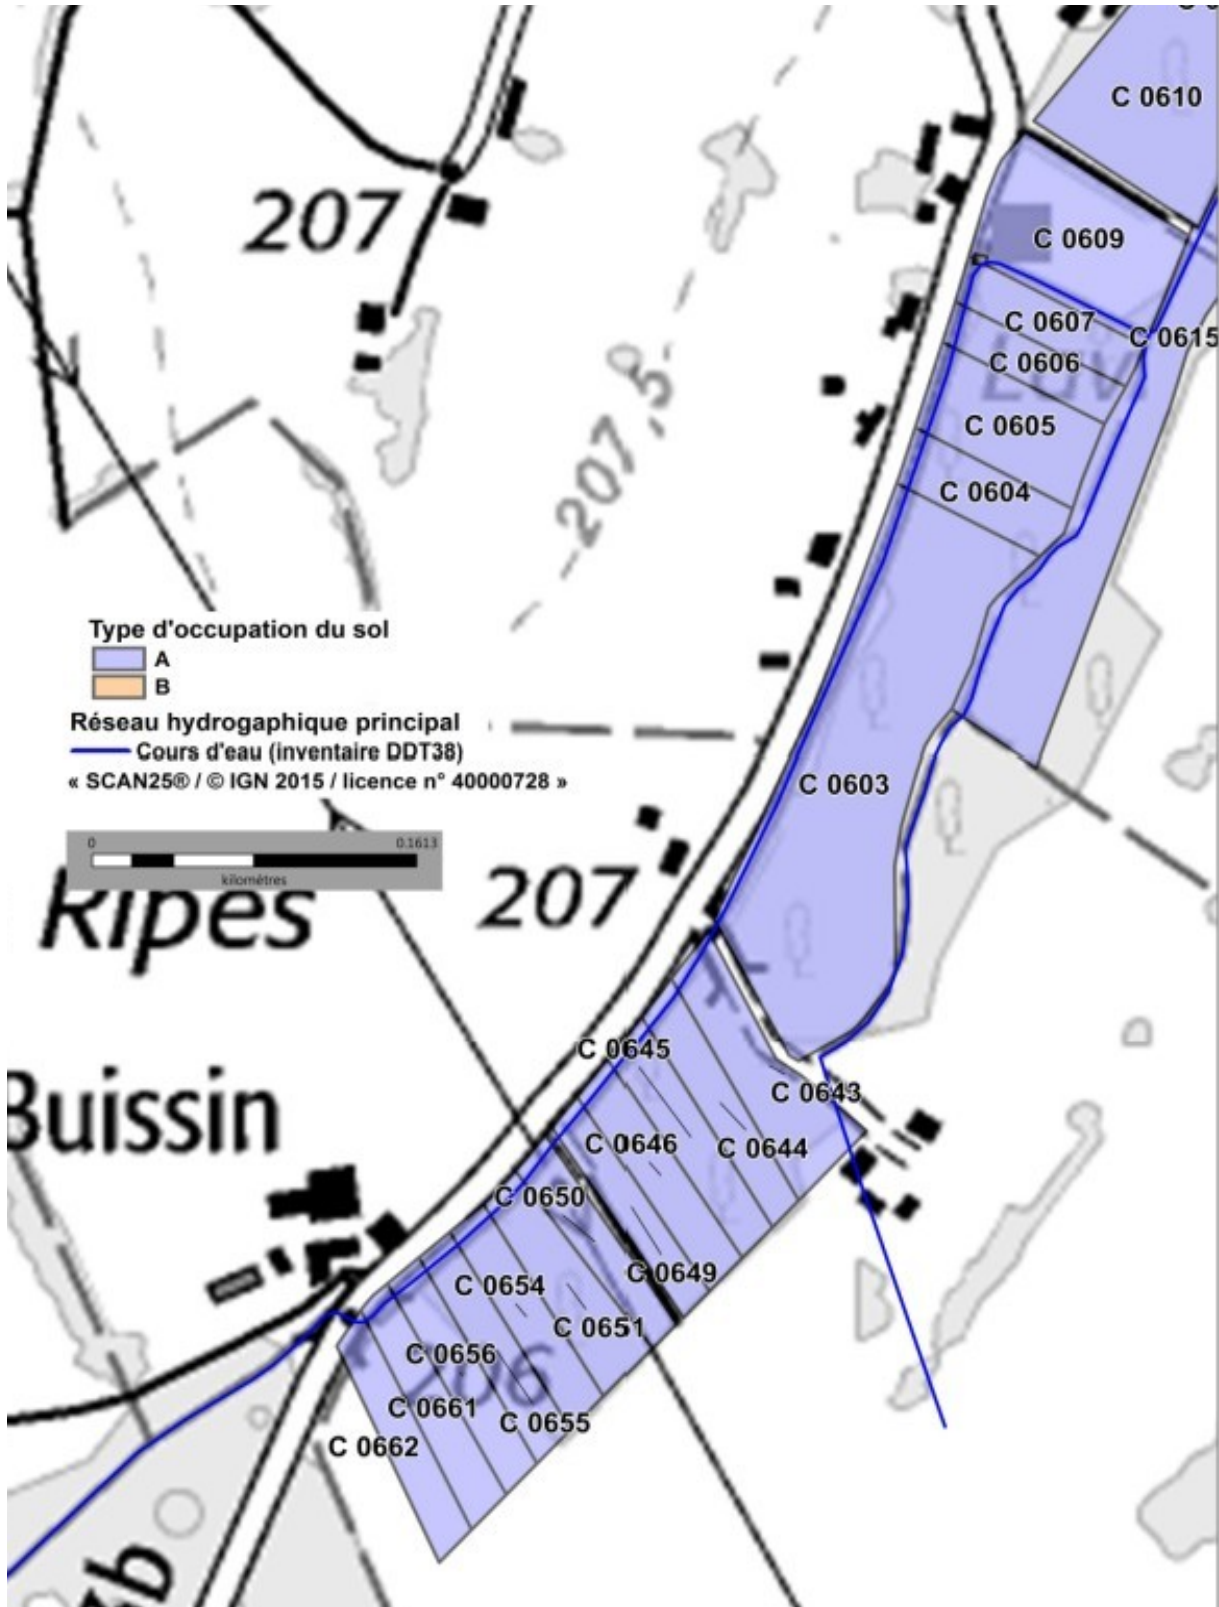 C 0610
207
C 0609
C 0607
C 0615
C 0606
207,5
C 0605
C 0604
Type d'occupation du sol
A
B
Réseau hydrogaphique principal
Cours d'eau (inventaire DDT38)
« SCAN25® / © IGN 2015 / licence n° 40000728 »
C 0603
0
0.1613
kilomètres
Ripes
207
C 0645
C 0643
Buissin
C 0646
C 0644
C 0650
C 0649
C 0654
C 0651
C 0656
206
C 0661
C 0655
C 0662